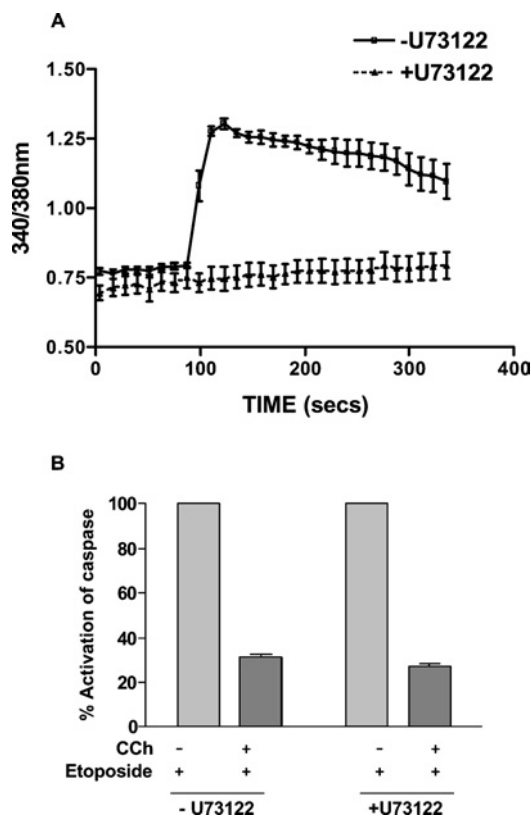 A
-U73122
+U73122
1.50
1.25
1.00
0.75
0.50
340/380nm
0 100 200 300 400
TIME (secs)
B
100
80
60
40
20
0
% Activation of caspase
CCh - + - +
Etoposide + + + +
- U73122 +U73122